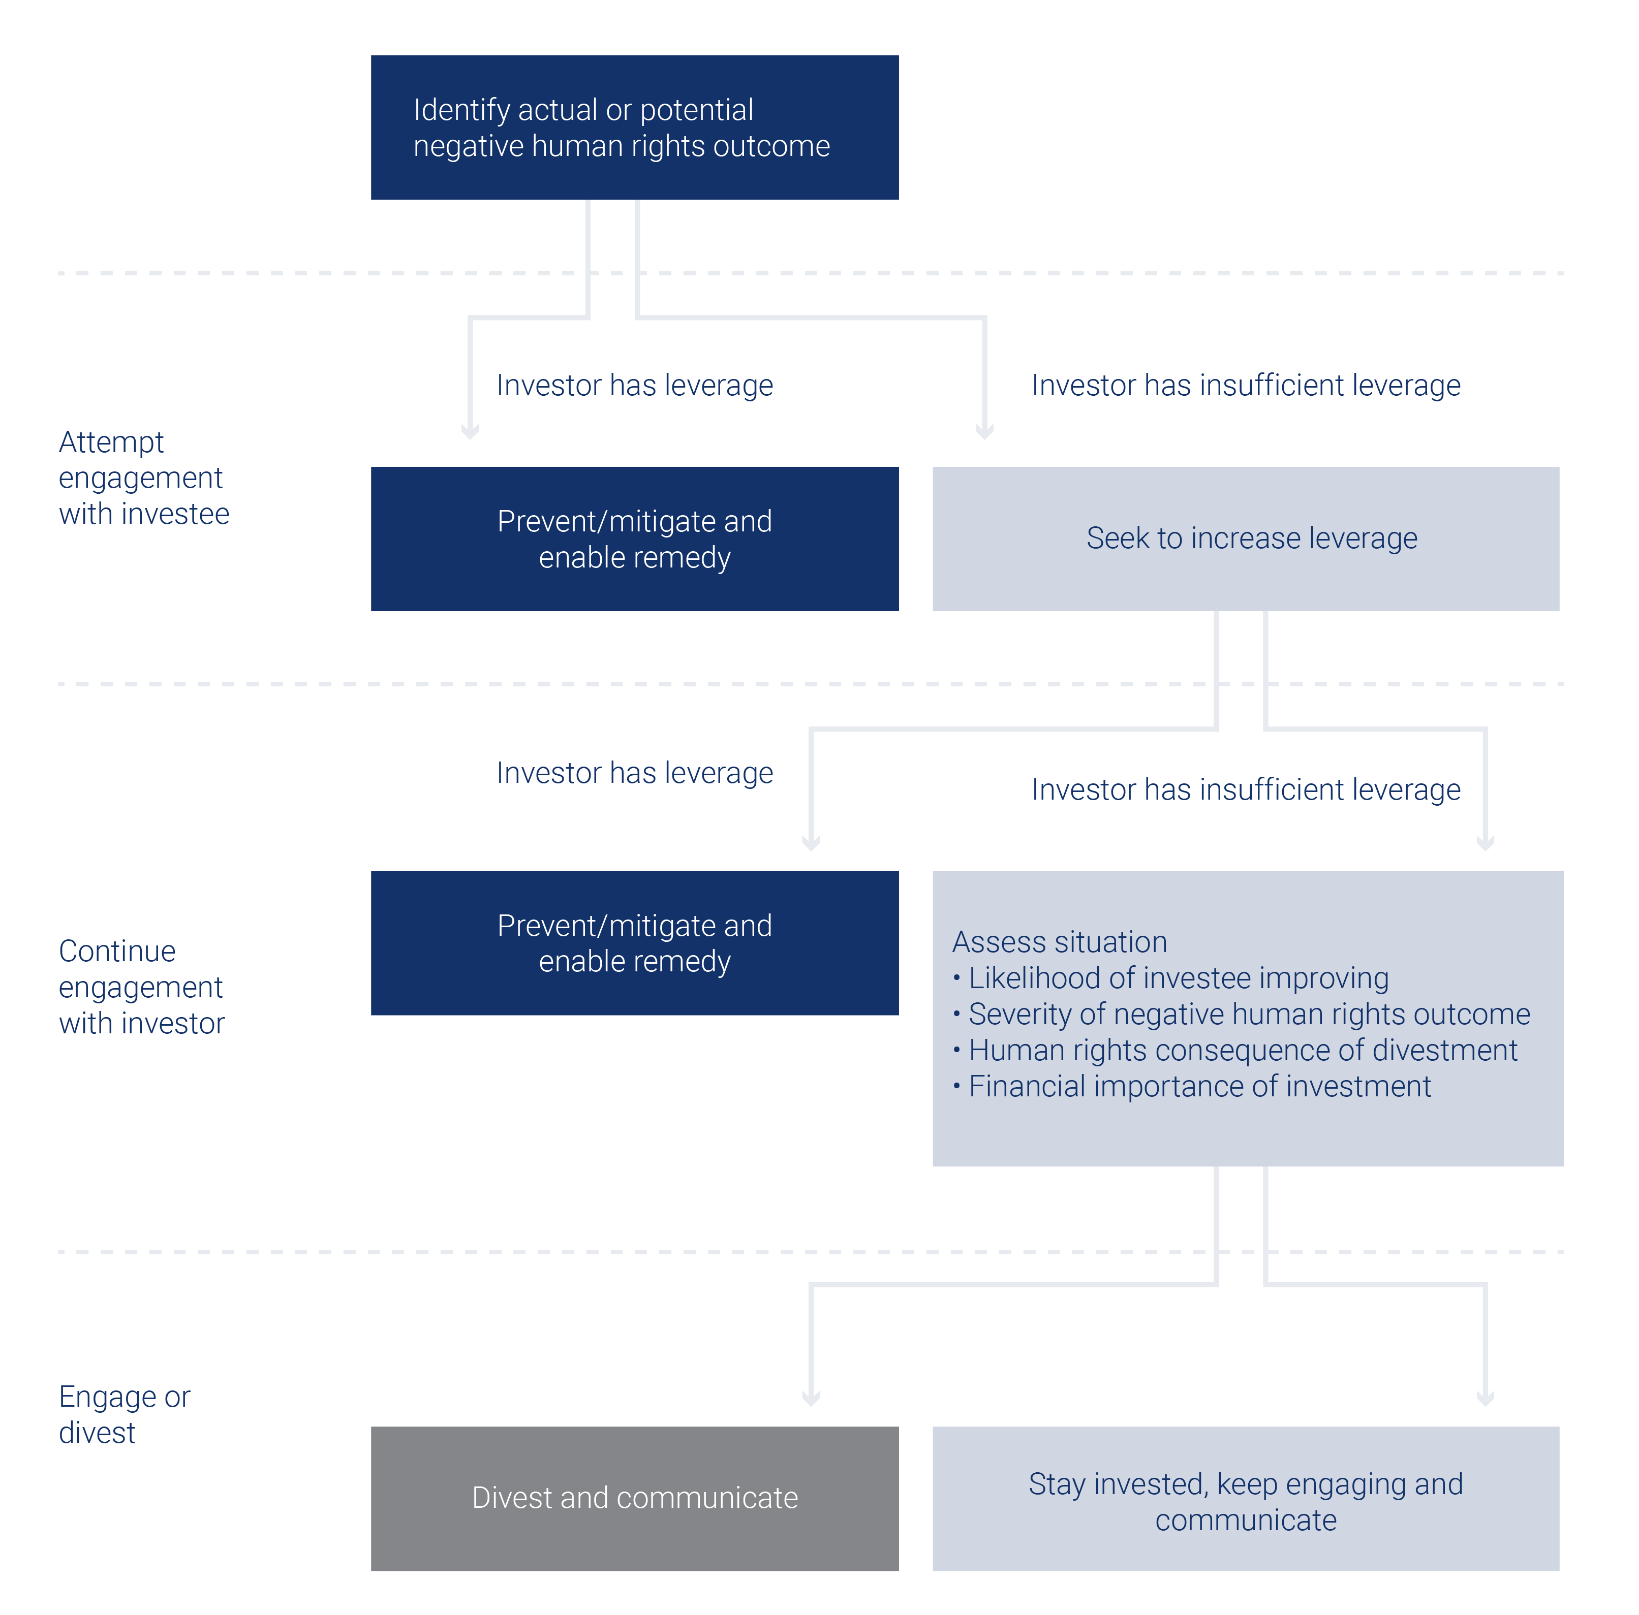 Identify actual or potential
negative human rights outcome
Investor has leverage
Investor has insufficient leverage
Attempt
engagement
with investee
Prevent/mitigate and
enable remedy
Seek to increase leverage
Investor has leverage
Investor has insufficient leverage
Continue
engagement
with investor
Prevent/mitigate and
enable remedy
Assess situation
• Likelihood of investee improving
• Severity of negative human rights outcome
• Human rights consequence of divestment
• Financial importance of investment
Engage or
divest
Divest and communicate
Stay invested, keep engaging and
communicate